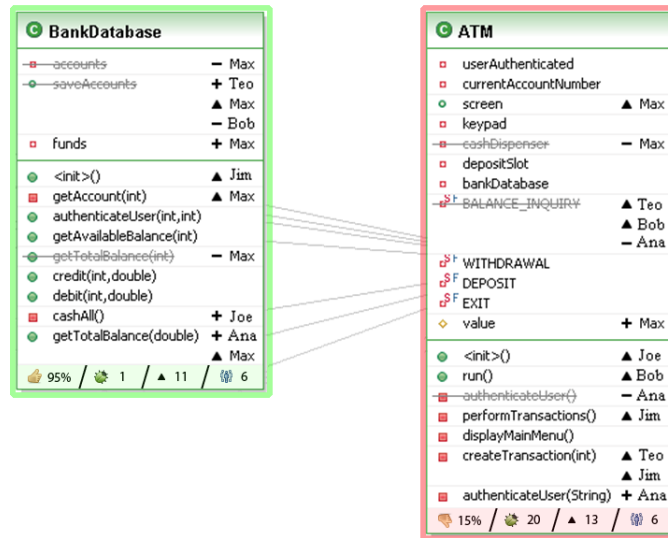 C BankDatabase
accounts − Max
saveAccounts + Teo
▲ Max
− Bob
funds + Max
<init>() ▲ Jim
getAccount(int) ▲ Max
authenticateUser(int,int)
getAvailableBalance(int)
getTotalBalance(int) − Max
credit(int,double)
debit(int,double)
cashAll() + Joe
getTotalBalance(double) + Ana
▲ Max
95% / 1 / ▲ 11 / 6
C ATM
userAuthenticated
currentAccountNumber
screen ▲ Max
keypad
cashDispenser − Max
depositSlot
bankDatabase
S F BALANCE_INQUIRY ▲ Teo
▲ Bob
− Ana
S F WITHDRAWAL
S F DEPOSIT
S F EXIT
value + Max
<init>() ▲ Joe
run() ▲ Bob
authenticateUser() − Ana
performTransactions() ▲ Jim
displayMainMenu()
createTransaction(int) ▲ Teo
▲ Jim
authenticateUser(String) + Ana
15% / 20 / ▲ 13 / 6